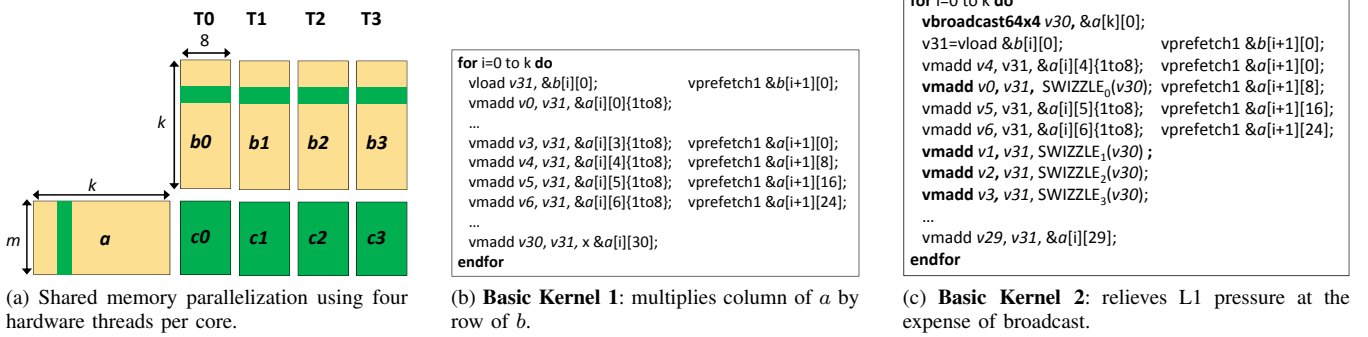 T0 T1 T2 T3
8
k
b0 b1 b2 b3
k
m
a
c0 c1 c2 c3
(a) Shared memory parallelization using four
hardware threads per core.
for i=0 to k do
vload v31, &b[i][0]; vprefetch1 &b[i+1][0];
vmadd v0, v31, &a[i][0]{1to8};
...
vmadd v3, v31, &a[i][3]{1to8}; vprefetch1 &a[i+1][0];
vmadd v4, v31, &a[i][4]{1to8}; vprefetch1 &a[i+1][8];
vmadd v5, v31, &a[i][5]{1to8}; vprefetch1 &a[i+1][16];
vmadd v6, v31, &a[i][6]{1to8}; vprefetch1 &a[i+1][24];
...
vmadd v30, v31, x &a[i][30];
endfor
(b) Basic Kernel 1: multiplies column of a by
row of b.
for i=0 to k do
vbroadcast64x4 v30, &a[k][0];
v31=vload &b[i][0]; vprefetch1 &b[i+1][0];
vmadd v4, v31, &a[i][4]{1to8}; vprefetch1 &a[i+1][0];
vmadd v0, v31, SWIZZLE0(v30); vprefetch1 &a[i+1][8];
vmadd v5, v31, &a[i][5]{1to8}; vprefetch1 &a[i+1][16];
vmadd v6, v31, &a[i][6]{1to8}; vprefetch1 &a[i+1][24];
vmadd v1, v31, SWIZZLE1(v30) ;
vmadd v2, v31, SWIZZLE2(v30);
vmadd v3, v31, SWIZZLE3(v30);
...
vmadd v29, v31, &a[i][29];
endfor
(c) Basic Kernel 2: relieves L1 pressure at the
expense of broadcast.